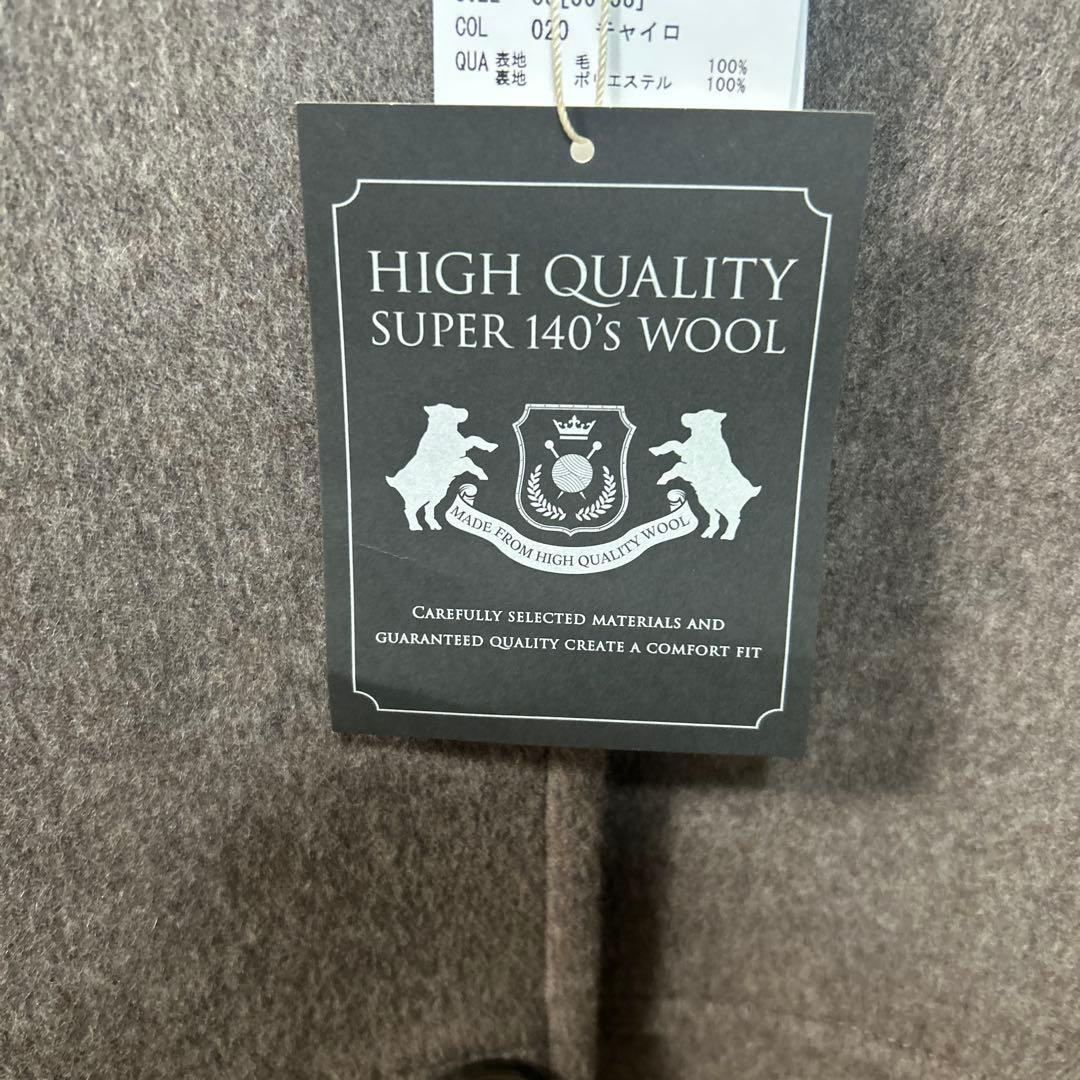 COL 020 チャイロ
QUA 表地 毛 100%
裏地 ポリエステル 100%
HIGH QUALITY
SUPER 140's WOOL
MADE FROM HIGH QUALITY WOOL
CAREFULLY SELECTED MATERIALS AND
GUARANTEED QUALITY CREATE A COMFORT FIT